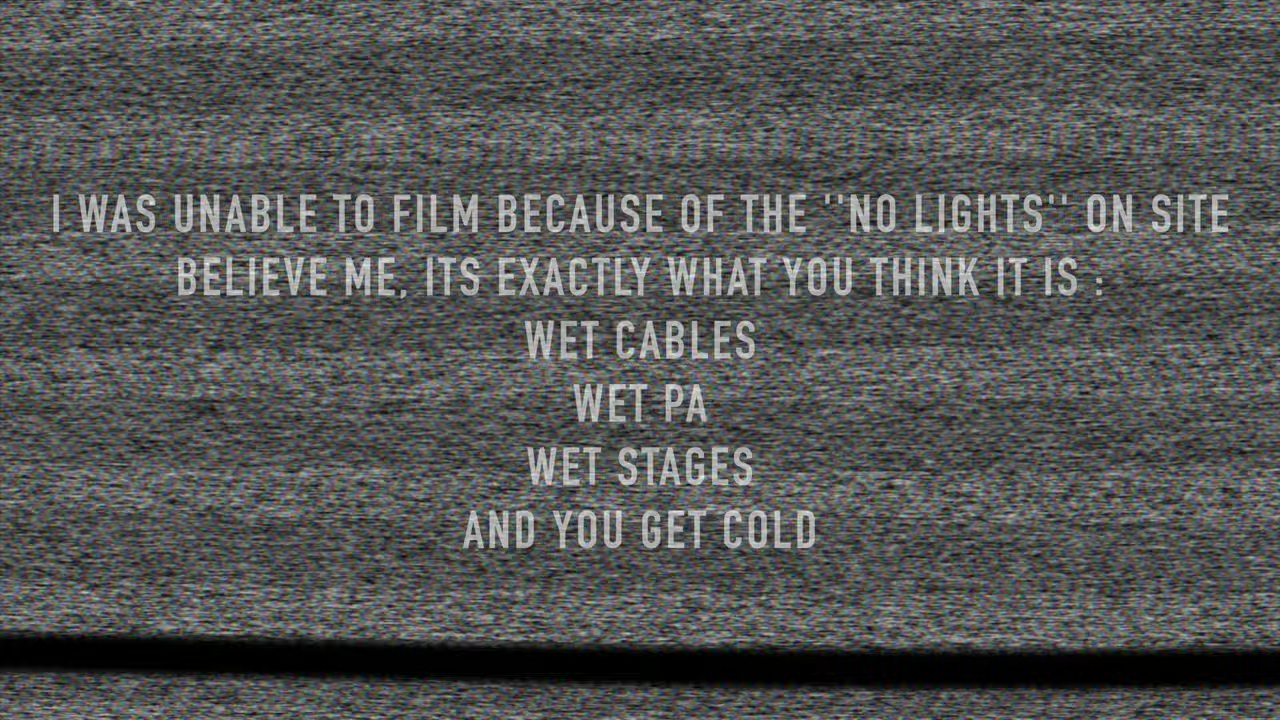 I WAS UNABLE TO FILM BECAUSE OF THE "NO LIGHTS" ON SITE
BELIEVE ME, ITS EXACTLY WHAT YOU THINK IT IS :
WET CABLES
WET PA
WET STAGES
AND YOU GET COLD